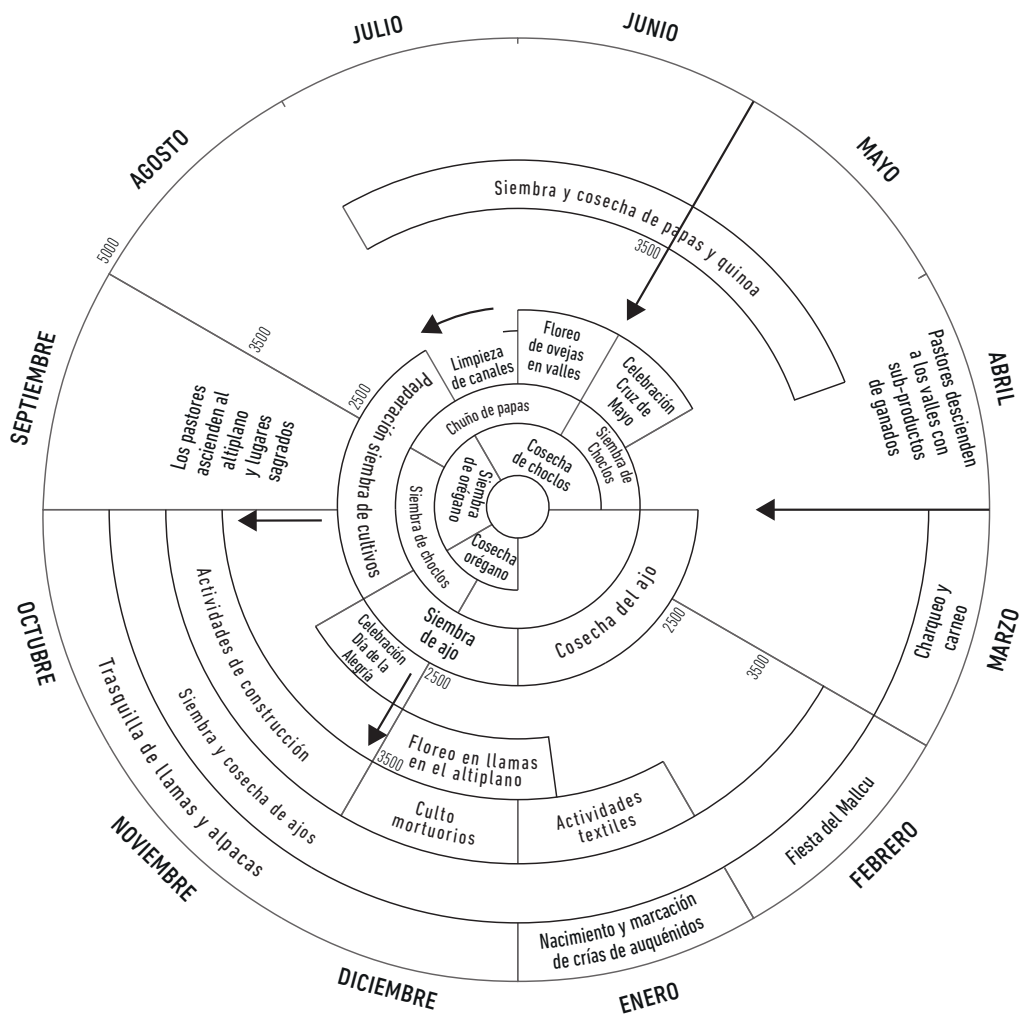 JULIO
JUNIO
AGOSTO
MAYO
5000
SEPTIEMBRE
ABRIL
OCTUBRE
MARZO
NOVIEMBRE
FEBRERO
DICIEMBRE
ENERO
Siembra y cosecha de papas y quinoa
3500
3500
2500
Pastores descienden
a los valles con
sub-productos
de ganados
Los pastores
ascienden al
altiplano
y lugares
sagrados
Limpieza
de canales
Floreo
de ovejas
en valles
Celebración
Cruz de
Mayo
Preparación siembra de cultivos
Chuño de papas
Siembra de
Choclos
Cosecha
de choclos
Siembra
de orégano
Siembra de choclos
Cosecha
orégano
Siembra
de ajo
Cosecha del ajo
2500
3500
Celebración
Día de la
Alegría
2500
3500
Charqueo y
carneo
Actividades de construcción
Floreo en llamas
en el altiplano
Siembra y cosecha de ajos
Culto
mortuorios
Actividades
textiles
Trasquilla de llamas y alpacas
Fiesta del Mallcu
Nacimiento y marcación
de crías de auquénidos